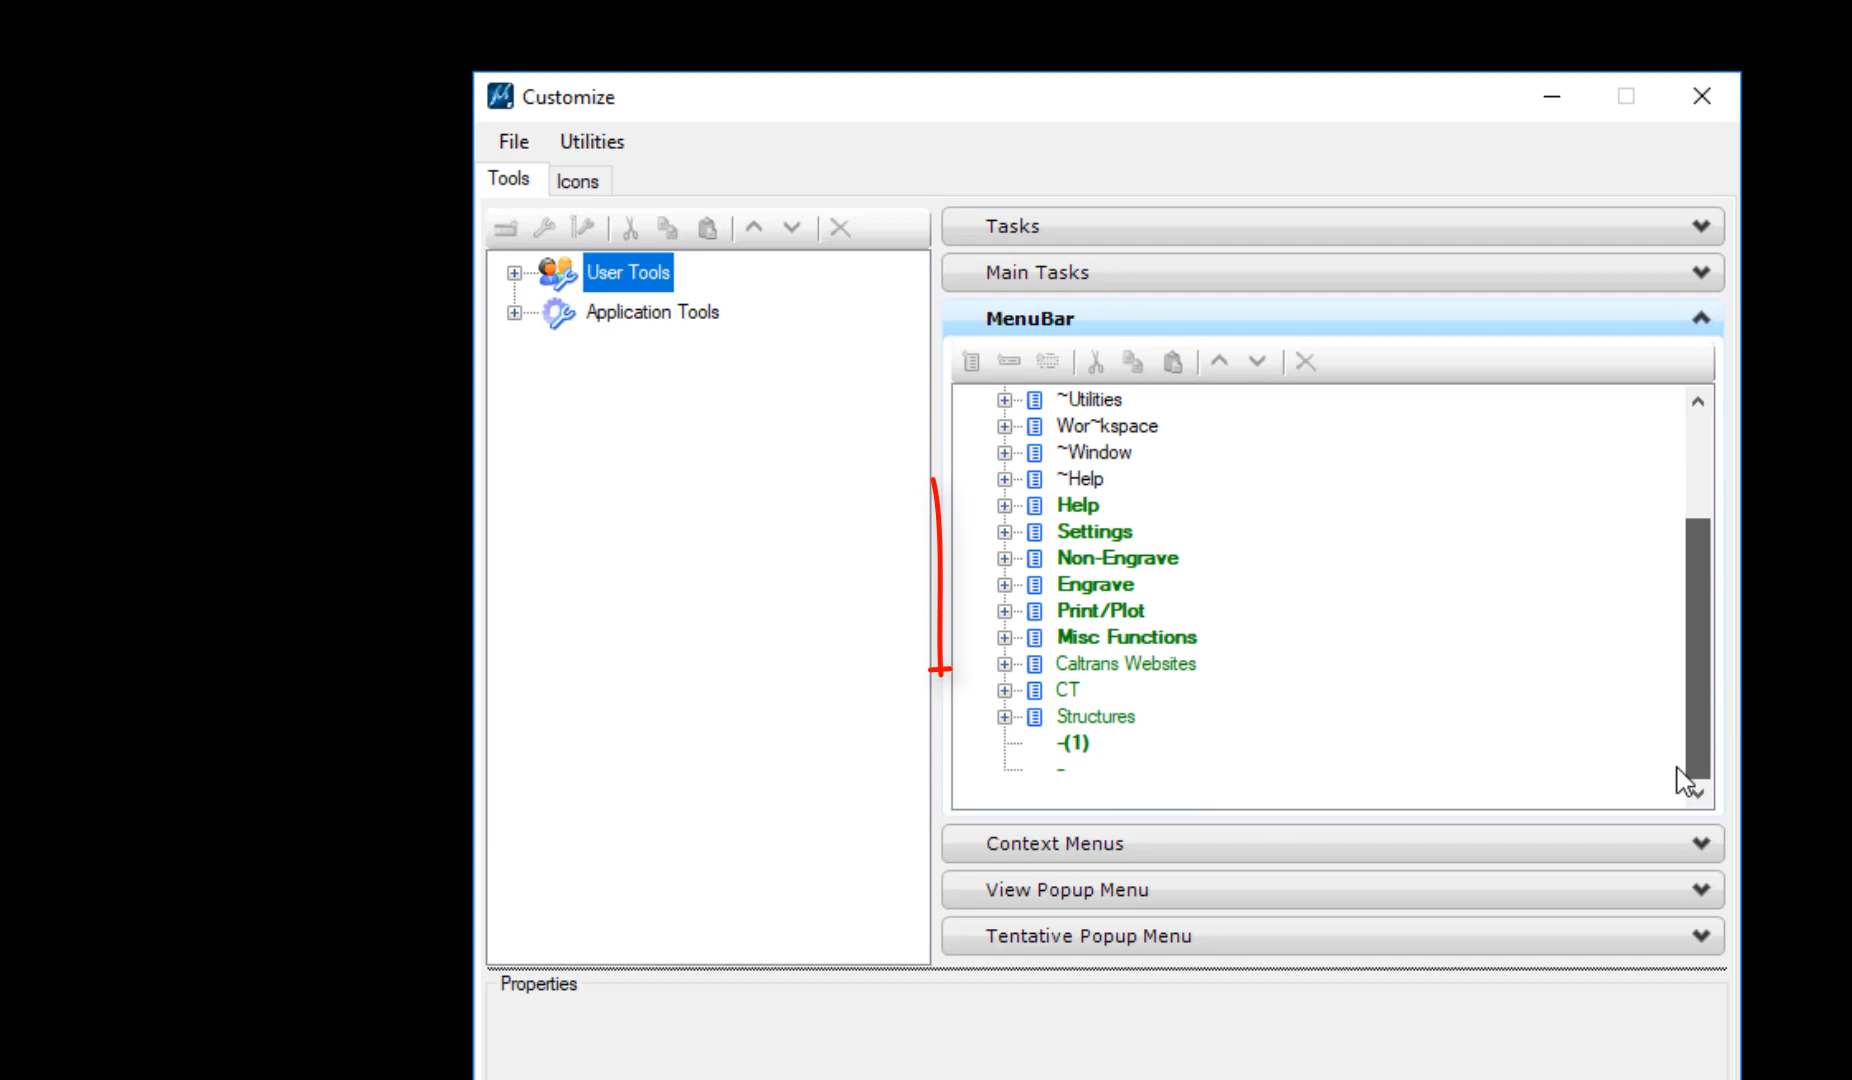 Customize
File Utilities
Tools Icons
User Tools
Application Tools
Tasks
Main Tasks
MenuBar
~Utilities
Wor~kspace
~Window
~Help
Help
Settings
Non-Engrave
Engrave
Print/Plot
Misc Functions
Caltrans Websites
CT
Structures
-(1)
-
Context Menus
View Popup Menu
Tentative Popup Menu
Properties